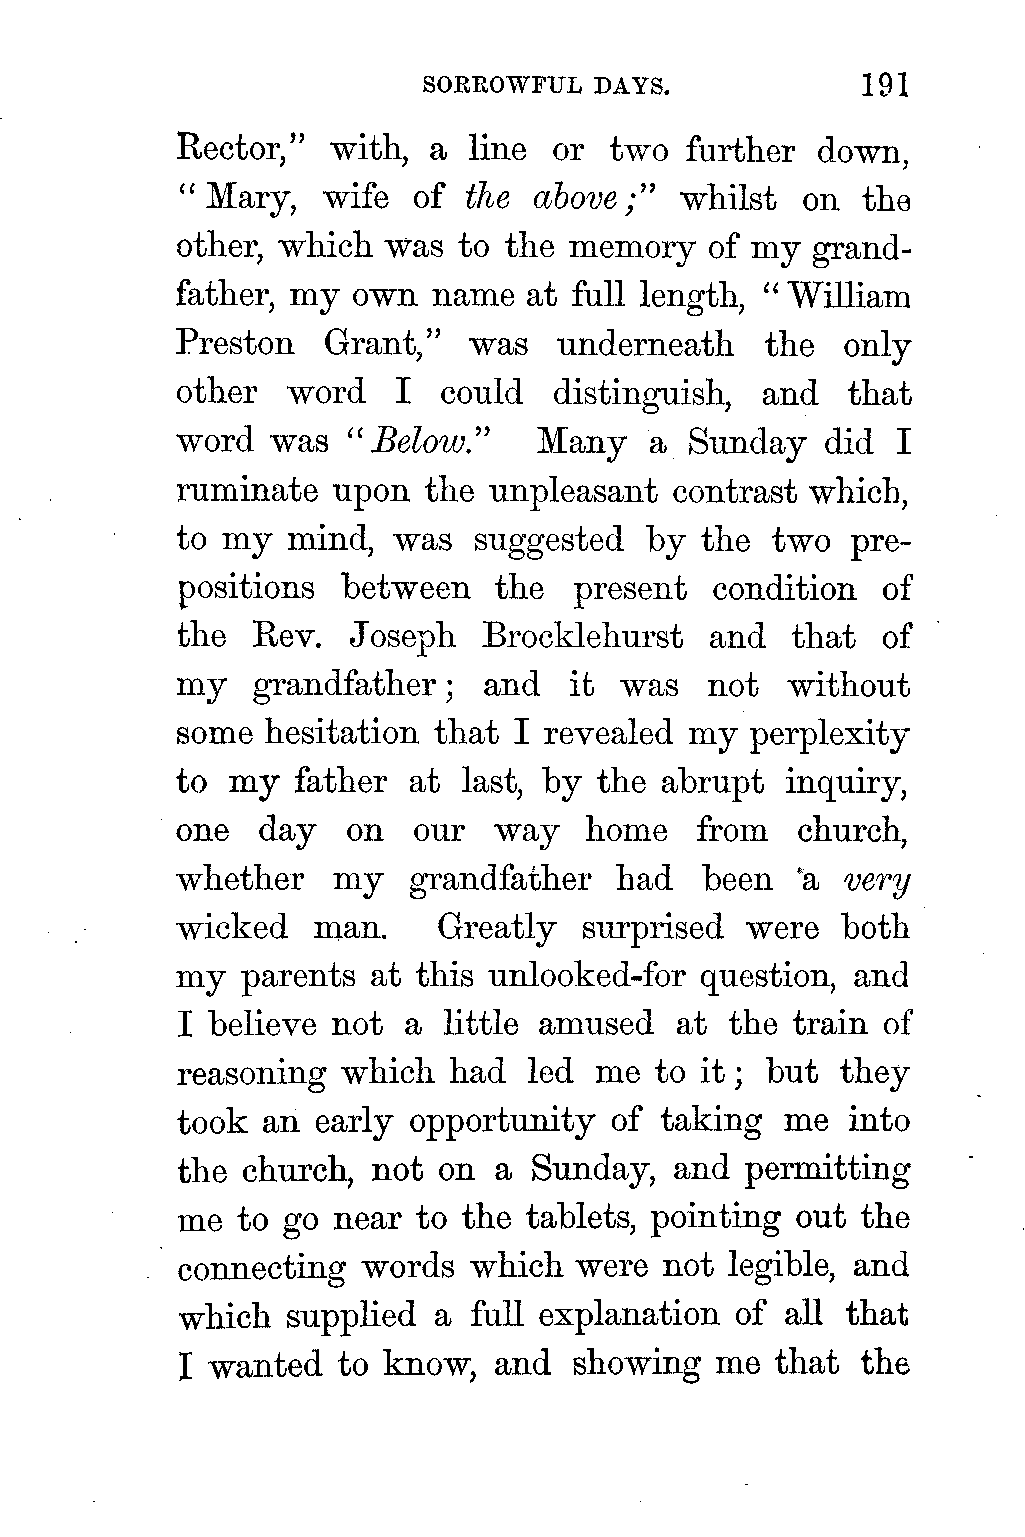 SORROWFUL DAYS. 191
Rector,” with, a line or two further down,
“ Mary, wife of the above ;” whilst on the
other, which was to the memory of my grand-
father, my own name at full length, “ William
Preston Grant,” was underneath the only
other word I could distinguish, and that
word was “ Below.” Many a Sunday did I
ruminate upon the unpleasant contrast which,
to my mind, was suggested by the two pre-
positions between the present condition of
the Rev. Joseph Brocklehurst and that of
my grandfather ; and it was not without
some hesitation that I revealed my perplexity
to my father at last, by the abrupt inquiry,
one day on our way home from church,
whether my grandfather had been a very
wicked man. Greatly surprised were both
my parents at this unlooked-for question, and
I believe not a little amused at the train of
reasoning which had led me to it ; but they
took an early opportunity of taking me into
the church, not on a Sunday, and permitting
me to go near to the tablets, pointing out the
connecting words which were not legible, and
which supplied a full explanation of all that
I wanted to know, and showing me that the